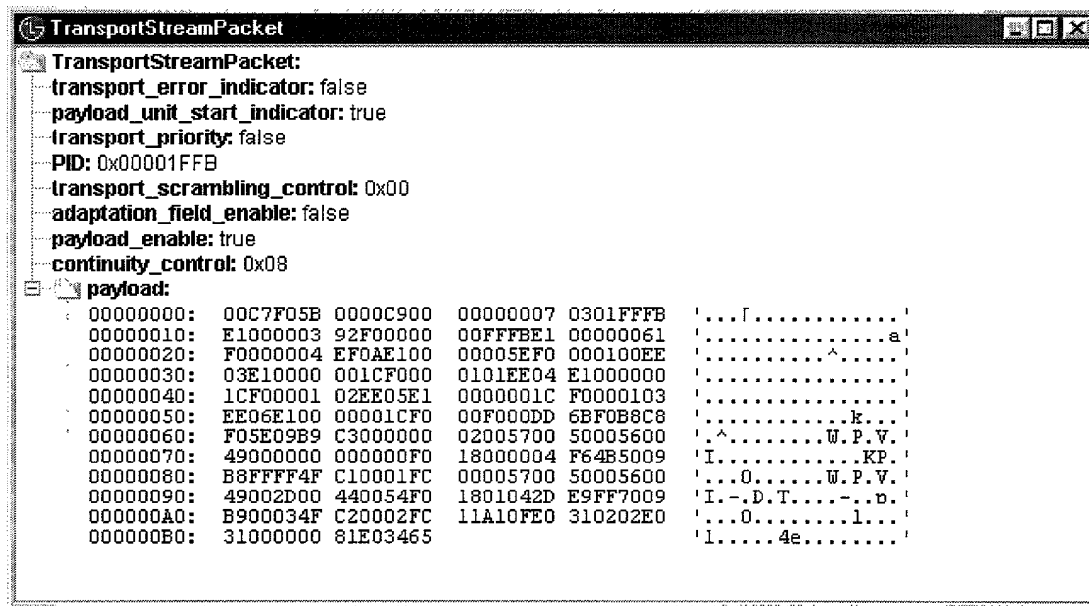 TransportStreamPacket
TransportStreamPacket:
transport_error_indicator: false
payload_unit_start_indicator: true
transport_priority: false
PID: 0x00001FFB
transport_scrambling_control: 0x00
adaptation_field_enable: false
payload_enable: true
continuity_control: 0x08
payload:
00000000: 00C7F05B 0000C900 00000007 0301FFFB '...[............'
00000010: E1000003 92F00000 00FFFBE1 00000061 '...............a'
00000020: F0000004 EF0AE100 00005EF0 000100EE '..........^.....'
00000030: 03E10000 001CF000 0101EE04 E1000000 '................'
00000040: 1CF00001 02EE05E1 0000001C F0000103 '................'
00000050: EE06E100 00001CF0 00F000DD 6BF0B8C8 '............k...'
00000060: F05E09B9 C3000000 02005700 50005600 '.^........W.P.V.'
00000070: 49000000 000000F0 18000004 F64B5009 'I............KP.'
00000080: B8FFFF4F C10001FC 00005700 50005600 '...O......W.P.V.'
00000090: 49002D00 440054F0 1801042D E9FF7009 'I.-.D.T....-..p.'
000000A0: B900034F C20002FC 11A10FE0 310202E0 '...O........1...'
000000B0: 31000000 81E03465 '1.....4e........'